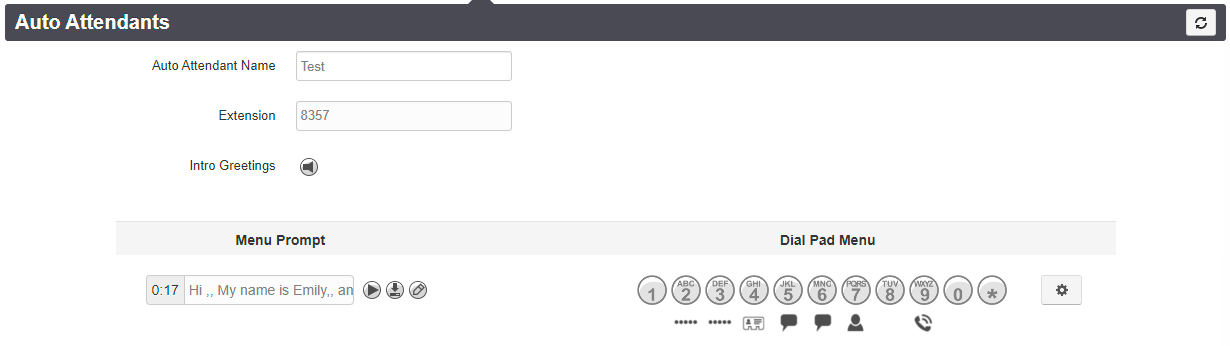 Auto Attendants
Auto Attendant Name Test
Extension 8357
Intro Greetings
Menu Prompt Dial Pad Menu
0:17 Hi ,, My name is Emily,, an
ABC DEF GHI JKL MNO PQRS TUV WXYZ
1 2 3 4 5 6 7 8 9 0 *